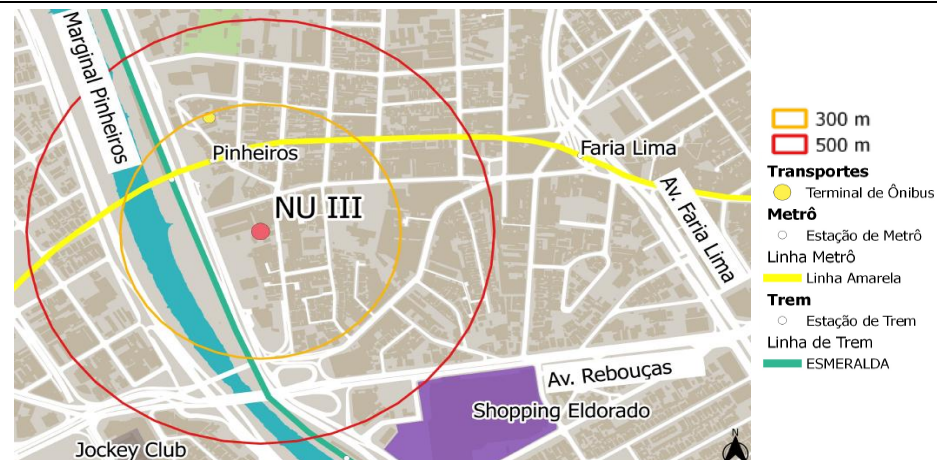 Marginal Pinheiros
Pinheiros
Faria Lima
NU III
Av. Faria Lima
Av. Rebouças
Shopping Eldorado
Jockey Club
N
300 m
500 m
Transportes
Terminal de Ônibus
Metrô
Estação de Metrô
Linha Metrô
Linha Amarela
Trem
Estação de Trem
Linha de Trem
ESMERALDA